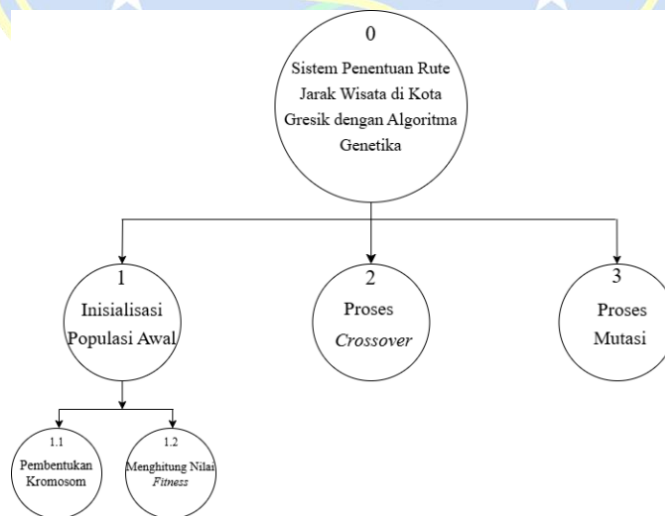 0
Sistem Penentuan Rute
Jarak Wisata di Kota
Gresik dengan Algoritma
Genetika
1
Inisialisasi
Populasi Awal
2
Proses
Crossover
3
Proses
Mutasi
1.1
Pembentukan
Kromosom
1.2
Menghitung Nilai
Fitness